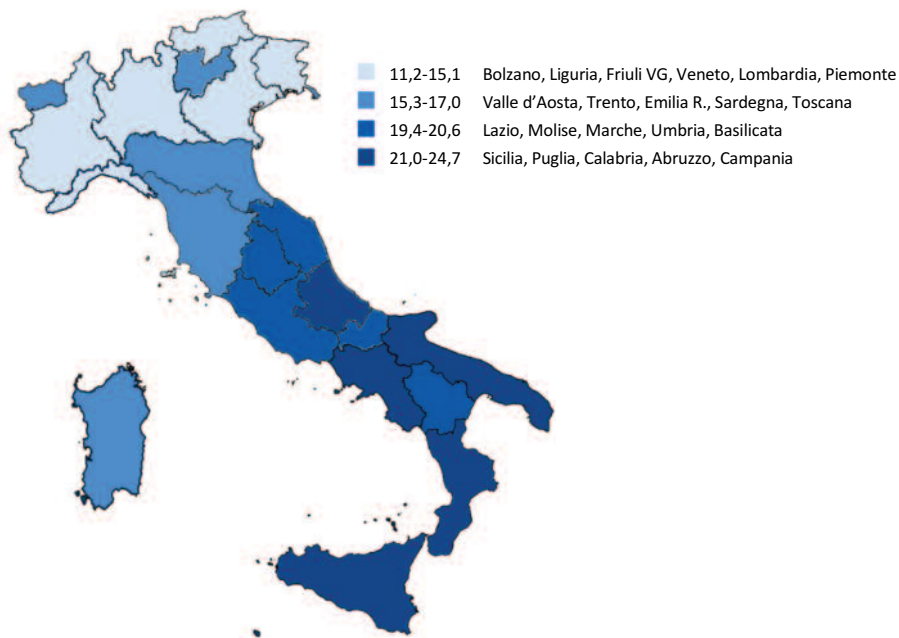 11,2-15,1 Bolzano, Liguria, Friuli VG, Veneto, Lombardia, Piemonte
15,3-17,0 Valle d'Aosta, Trento, Emilia R., Sardegna, Toscana
19,4-20,6 Lazio, Molise, Marche, Umbria, Basilicata
21,0-24,7 Sicilia, Puglia, Calabria, Abruzzo, Campania